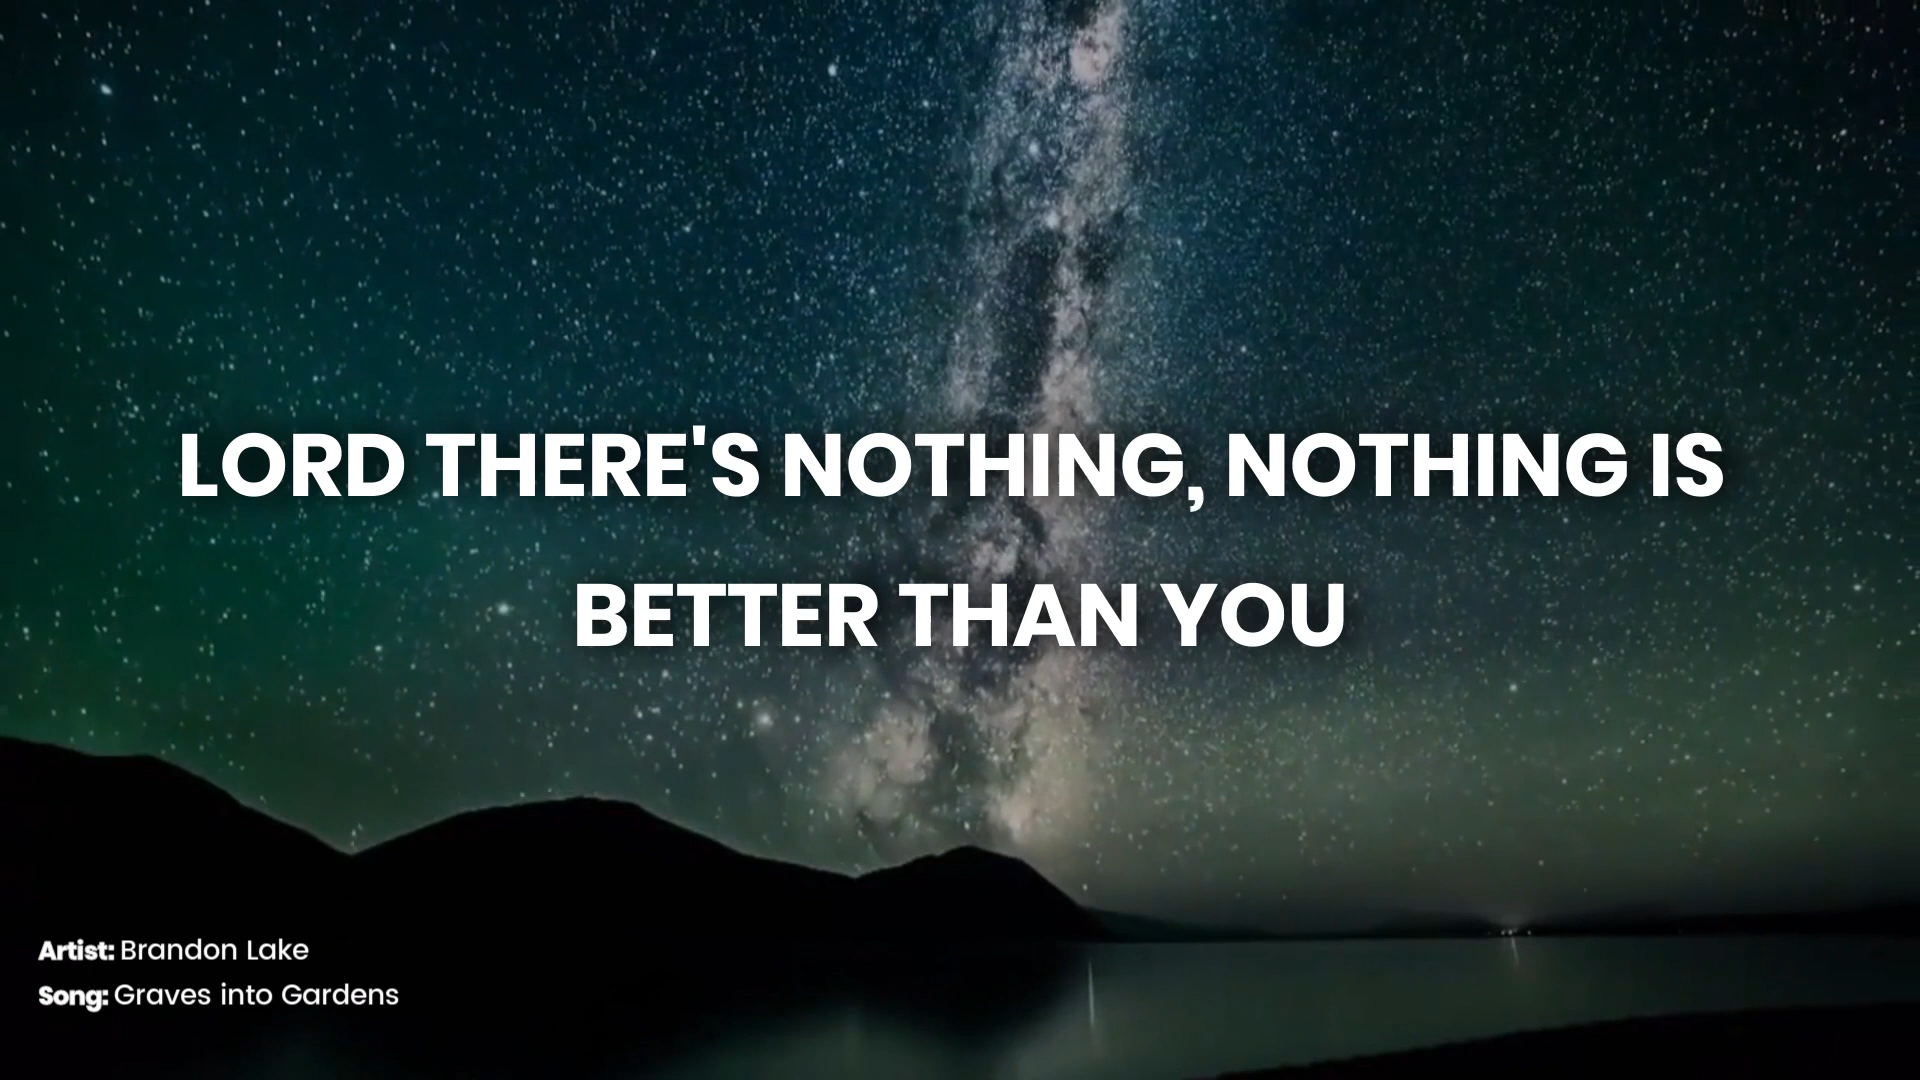 LORD THERE'S NOTHING, NOTHING IS
BETTER THAN YOU
Artist: Brandon Lake
Song: Graves into Gardens